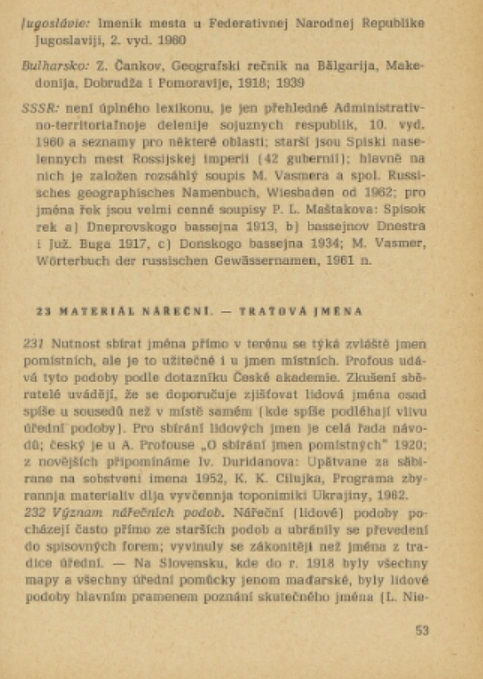 Jugoslávie: Imenik mesta u Federativnej Narodnej Republike
Jugoslaviji, 2. vyd. 1960
Bulharsko: Z. Čankov, Geografski rečnik na Bălgarija, Make-
donija, Dobrudža i Pomoravije, 1918; 1939
SSSR: není úplného lexikonu, je jen přehledné Administrativ-
no-territoriaľnoje delenije sojuznych respublik, 10. vyd.
1960 a seznamy pro některé oblasti; starší jsou Spiski nase-
lennych mest Rossijskej imperii (42 gubernií); hlavně na
nich je založen rozsáhlý soupis M. Vasmera a spol. Russi-
sches geographisches Namenbuch, Wiesbaden od 1962; pro
jména řek jsou velmi cenné soupisy P. L. Maštakova: Spisok
rek a) Dneprovskogo bassejna 1913, b) bassejnov Dnestra
i Juž. Buga 1917, c) Donskogo bassejna 1934; M. Vasmer,
Wörterbuch der russischen Gewässernamen, 1961 n.
23 MATERIÁL NÁŘEČNÍ. — TRAŤOVÁ JMÉNA
231 Nutnost sbírat jména přímo v terénu se týká zvláště jmen
pomístních, ale je to užitečné i u jmen místních. Profous udá-
vá tyto podoby podle dotazníku České akademie. Zkušení sbě-
ratelé uvádějí, že se doporučuje zjišťovat lidová jména osad
spíše u sousedů než v místě samém (kde spíše podléhají vlivu
úřední podoby). Pro sbírání lidových jmen je celá řada návo-
dů; český je u A. Profouse „O sbírání jmen pomístných" 1920;
z novějších připomínáme Iv. Duridanova: Upătvane za săbi-
rane na sobstveni imena 1952, K. K. Cilujka, Programa zby-
rannja materialiv dlja vyvčennja toponimiki Ukrajiny, 1962.
232 Význam nářečních podob. Nářeční (lidové) podoby po-
cházejí často přímo ze starších podob a ubránily se převedení
do spisovných forem; vyvinuly se zákonitěji než jména z tra-
dice úřední. — Na Slovensku, kde do r. 1918 byly všechny
mapy a všechny úřední pomůcky jenom maďarské, byly lidové
podoby hlavním pramenem poznání skutečného jména (L. Nie-
53